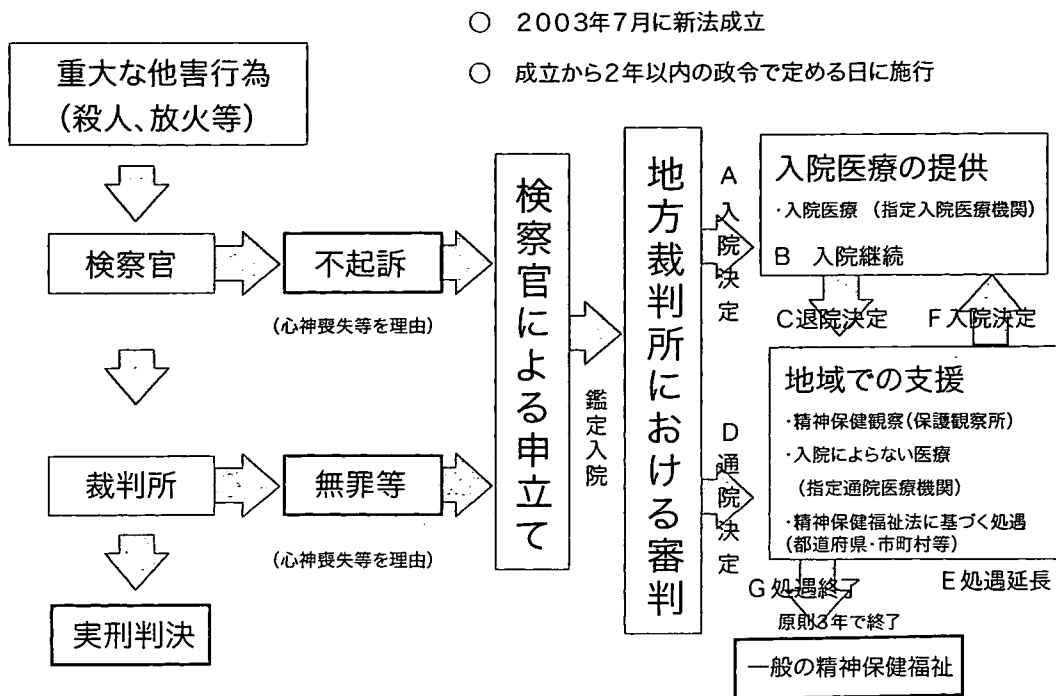 ○ 2003年7月に新法成立
○ 成立から2年以内の政令で定める日に施行
重大な他害行為
(殺人、放火等)
検察官
不起訴
(心神喪失等を理由)
裁判所
無罪等
(心神喪失等を理由)
実刑判決
検察官による申立て
鑑定入院
地方裁判所における審判
A入院決定
D通院決定
入院医療の提供
・入院医療 (指定入院医療機関)
B 入院継続
C退院決定
F入院決定
地域での支援
・精神保健観察(保護観察所)
・入院によらない医療
(指定通院医療機関)
・精神保健福祉法に基づく処遇
(都道府県・市町村等)
G処遇終了
E処遇延長
原則3年で終了
一般の精神保健福祉